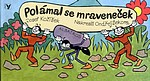 Polámal se mraveneček
Josef Kožíšek
Nakreslil Ondřej Sekora